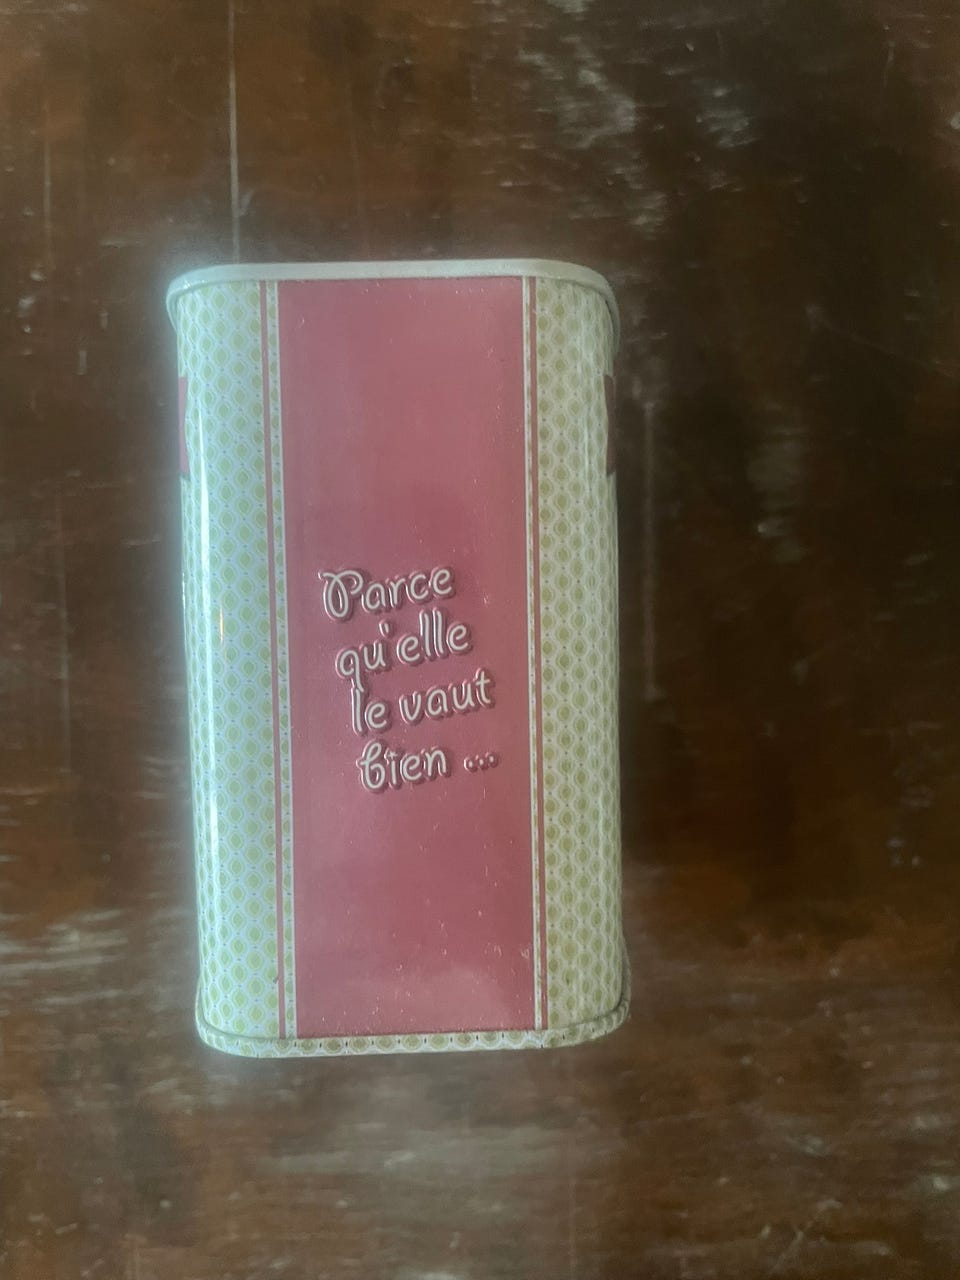 Parce
qu'elle
le vaut
bien ...